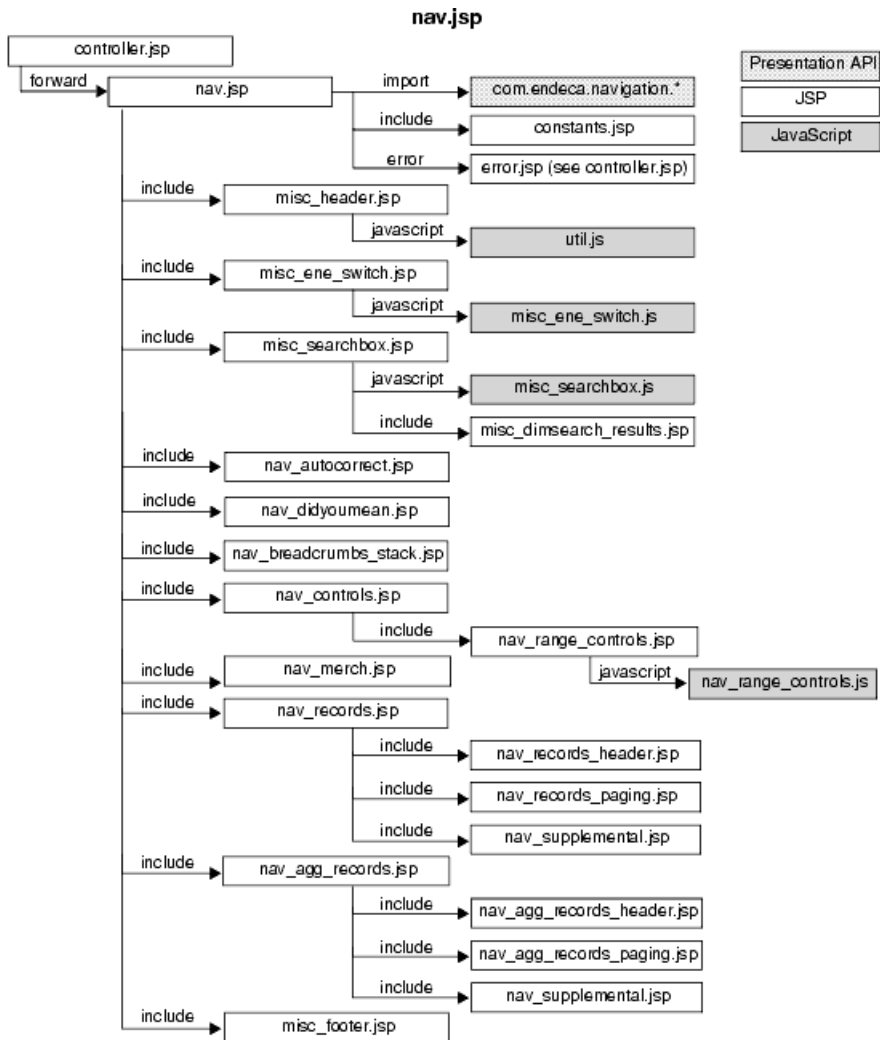 nav.jsp
controller.jsp
forward
nav.jsp
import
com.endeca.navigation.*
include
constants.jsp
error
error.jsp (see controller.jsp)
Presentation API
JSP
JavaScript
include
misc_header.jsp
javascript
util.js
include
misc_ene_switch.jsp
javascript
misc_ene_switch.js
include
misc_searchbox.jsp
javascript
misc_searchbox.js
include
misc_dimsearch_results.jsp
include
nav_autocorrect.jsp
include
nav_didyoumean.jsp
include
nav_breadcrumbs_stack.jsp
include
nav_controls.jsp
include
nav_range_controls.jsp
javascript
nav_range_controls.js
include
nav_merch.jsp
include
nav_records.jsp
include
nav_records_header.jsp
include
nav_records_paging.jsp
include
nav_supplemental.jsp
include
nav_agg_records.jsp
include
nav_agg_records_header.jsp
include
nav_agg_records_paging.jsp
include
nav_supplemental.jsp
include
misc_footer.jsp